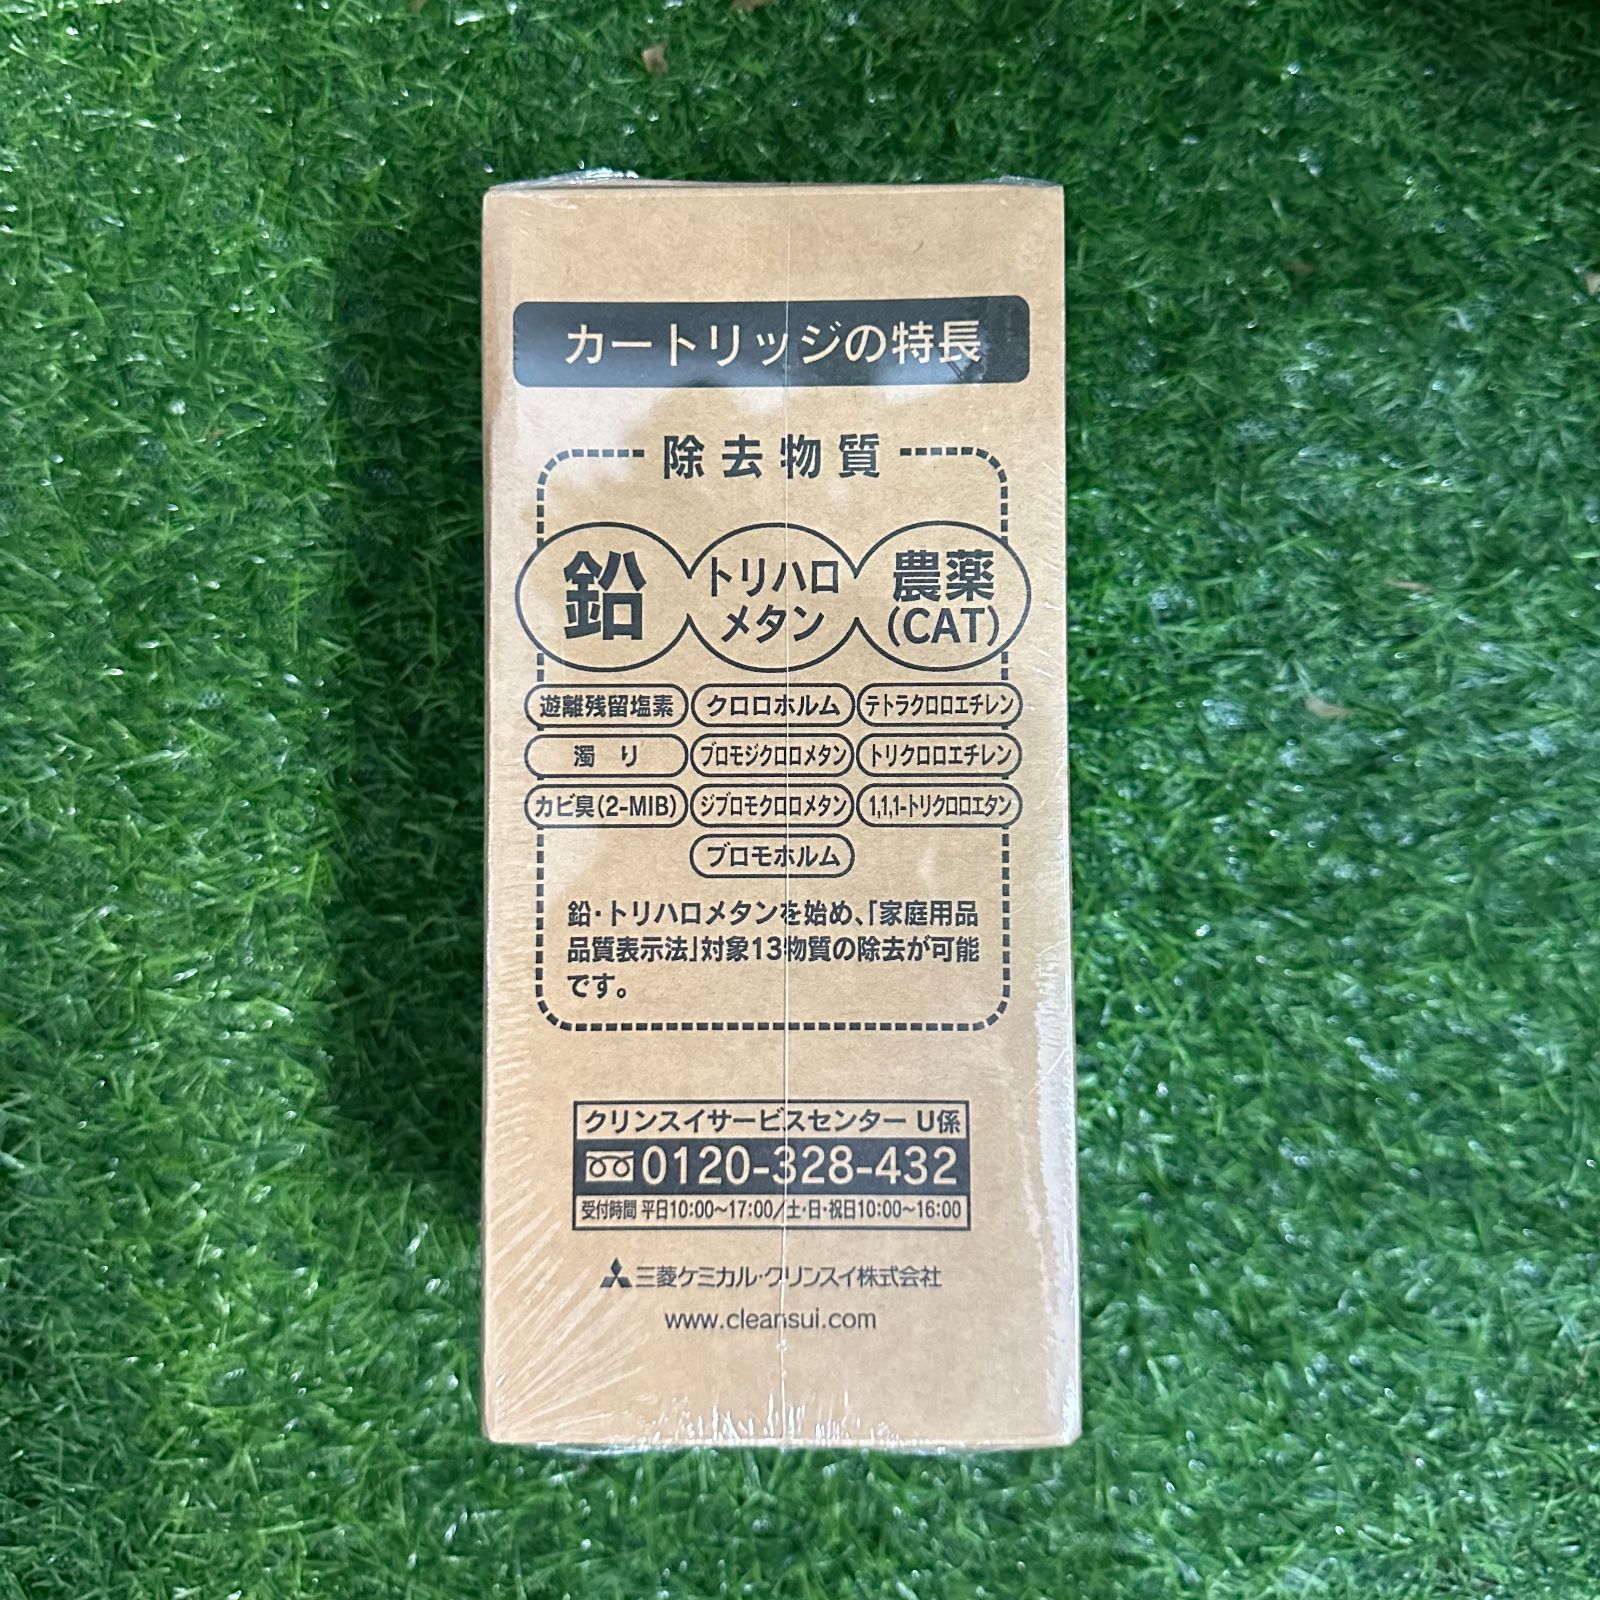 カートリッジの特長
除去物質
鉛
トリハロ
メタン
農薬
(CAT)
遊離残留塩素 クロロホルム テトラクロロエチレン
濁り ブロモジクロロメタン トリクロロエチレン
カビ臭(2-MIB) ジブロモクロロメタン 1,1,1-トリクロロエタン
ブロモホルム
鉛・トリハロメタンを始め、「家庭用品
品質表示法」対象13物質の除去が可能
です。
クリンスイサービスセンター U係
0120-328-432
受付時間 平日10:00~17:00/土・日・祝日10:00~16:00
三菱ケミカル・クリンスイ株式会社
www.cleansui.com